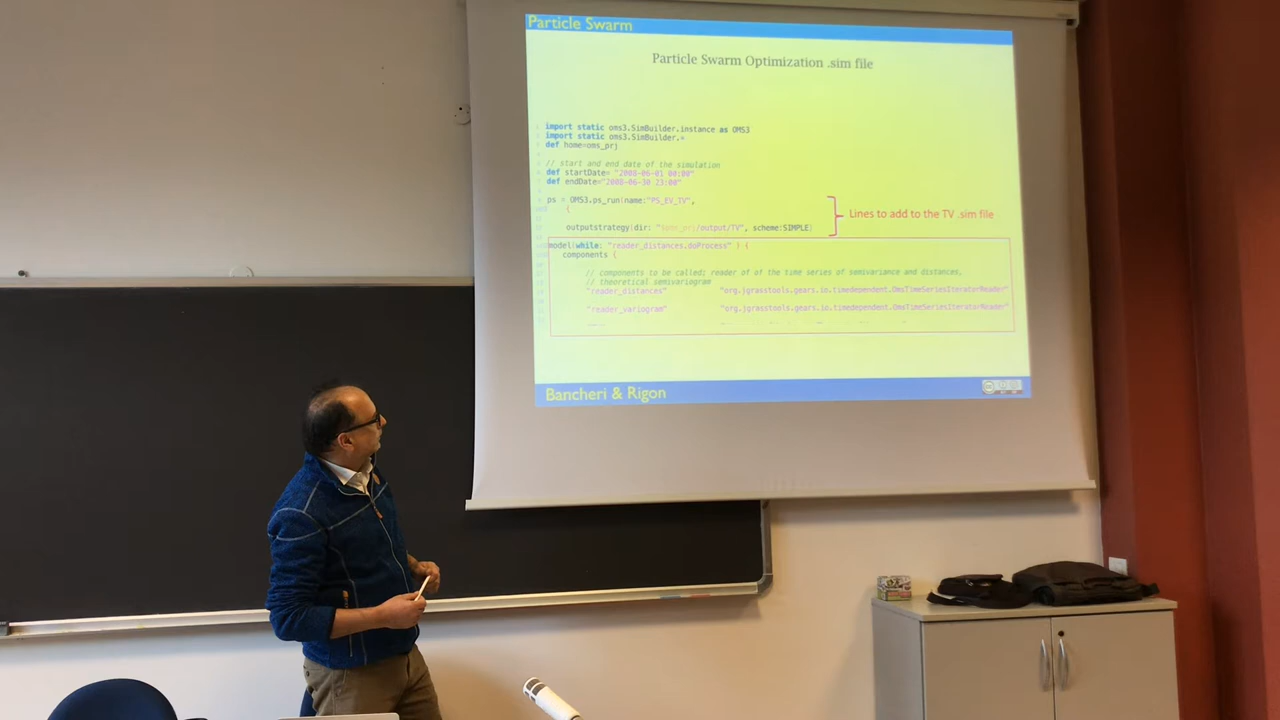 Particle Swarm
Particle Swarm Optimization .sim file
import static oms3.SimBuilder.instance as OMS3
import static oms3.SimBuilder.*
def home=oms_prj
// start and end date of the simulation
def startDate= "2008-06-01 00:00"
def endDate="2008-06-30 23:00"
ps = OMS3.ps_run(name:"PS_EV_TV",
{
outputstrategy(dir: "$oms_prj/output/TV", scheme:SIMPLE)
Lines to add to the TV .sim file
model(while: "reader_distances.doProcess" ) {
components {
// components to be called: reader of of the time series of semivariance and distances,
// theoretical semivariogram
"reader_distances" "org.jgrasstools.gears.io.timedependent.OmsTimeSeriesIteratorReader"
"reader_variogram" "org.jgrasstools.gears.io.timedependent.OmsTimeSeriesIteratorReader"
Bancheri & Rigon